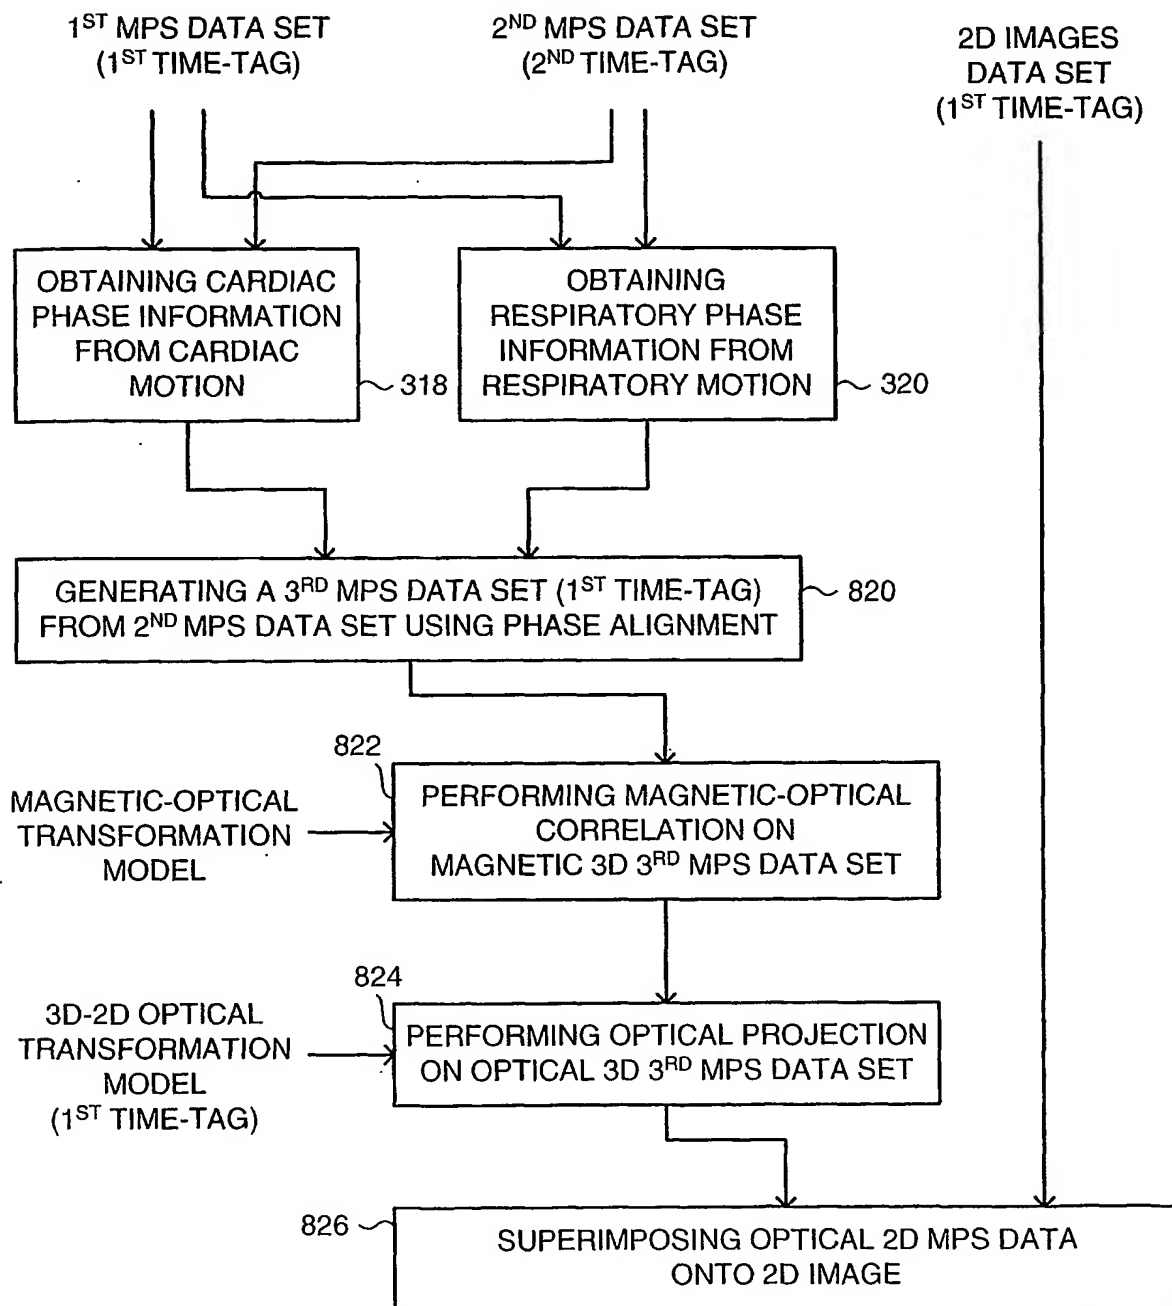 1ST MPS DATA SET
(1ST TIME-TAG)
2ND MPS DATA SET
(2ND TIME-TAG)
2D IMAGES
DATA SET
(1ST TIME-TAG)
OBTAINING CARDIAC
PHASE INFORMATION
FROM CARDIAC
MOTION
318
OBTAINING
RESPIRATORY PHASE
INFORMATION FROM
RESPIRATORY MOTION
320
GENERATING A 3RD MPS DATA SET (1ST TIME-TAG)
FROM 2ND MPS DATA SET USING PHASE ALIGNMENT
820
822
MAGNETIC-OPTICAL
TRANSFORMATION
MODEL
PERFORMING MAGNETIC-OPTICAL
CORRELATION ON
MAGNETIC 3D 3RD MPS DATA SET
824
3D-2D OPTICAL
TRANSFORMATION
MODEL
(1ST TIME-TAG)
PERFORMING OPTICAL PROJECTION
ON OPTICAL 3D 3RD MPS DATA SET
826
SUPERIMPOSING OPTICAL 2D MPS DATA
ONTO 2D IMAGE